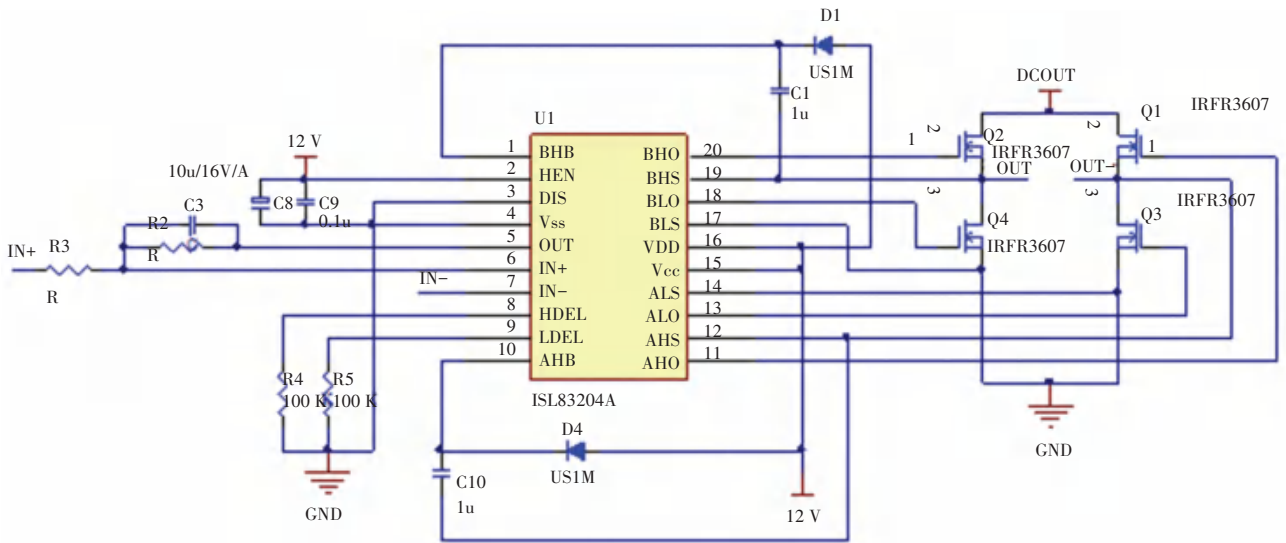 D1
US1M
C1
1u
DCOUT
Q1
IRFR3607
U1
12 V
10u/16V/A
C8
C9
0.1u
C3
R2
R
IN+
R3
R
IN-
1
2
3
4
5
6
7
8
9
10
BHB
HEN
DIS
Vss
OUT
IN+
IN-
HDEL
LDEL
AHB
BHO
BHS
BLO
BLS
VDD
Vcc
ALS
ALO
AHS
AHO
20
19
18
17
16
15
14
13
12
11
ISL83204A
2
1
Q2
IRFR3607
3
OUT
2
1
OUT-
3
IRFR3607
Q4
IRFR3607
Q3
R4
100 K
R5
100 K
GND
D4
US1M
C10
1u
12 V
GND